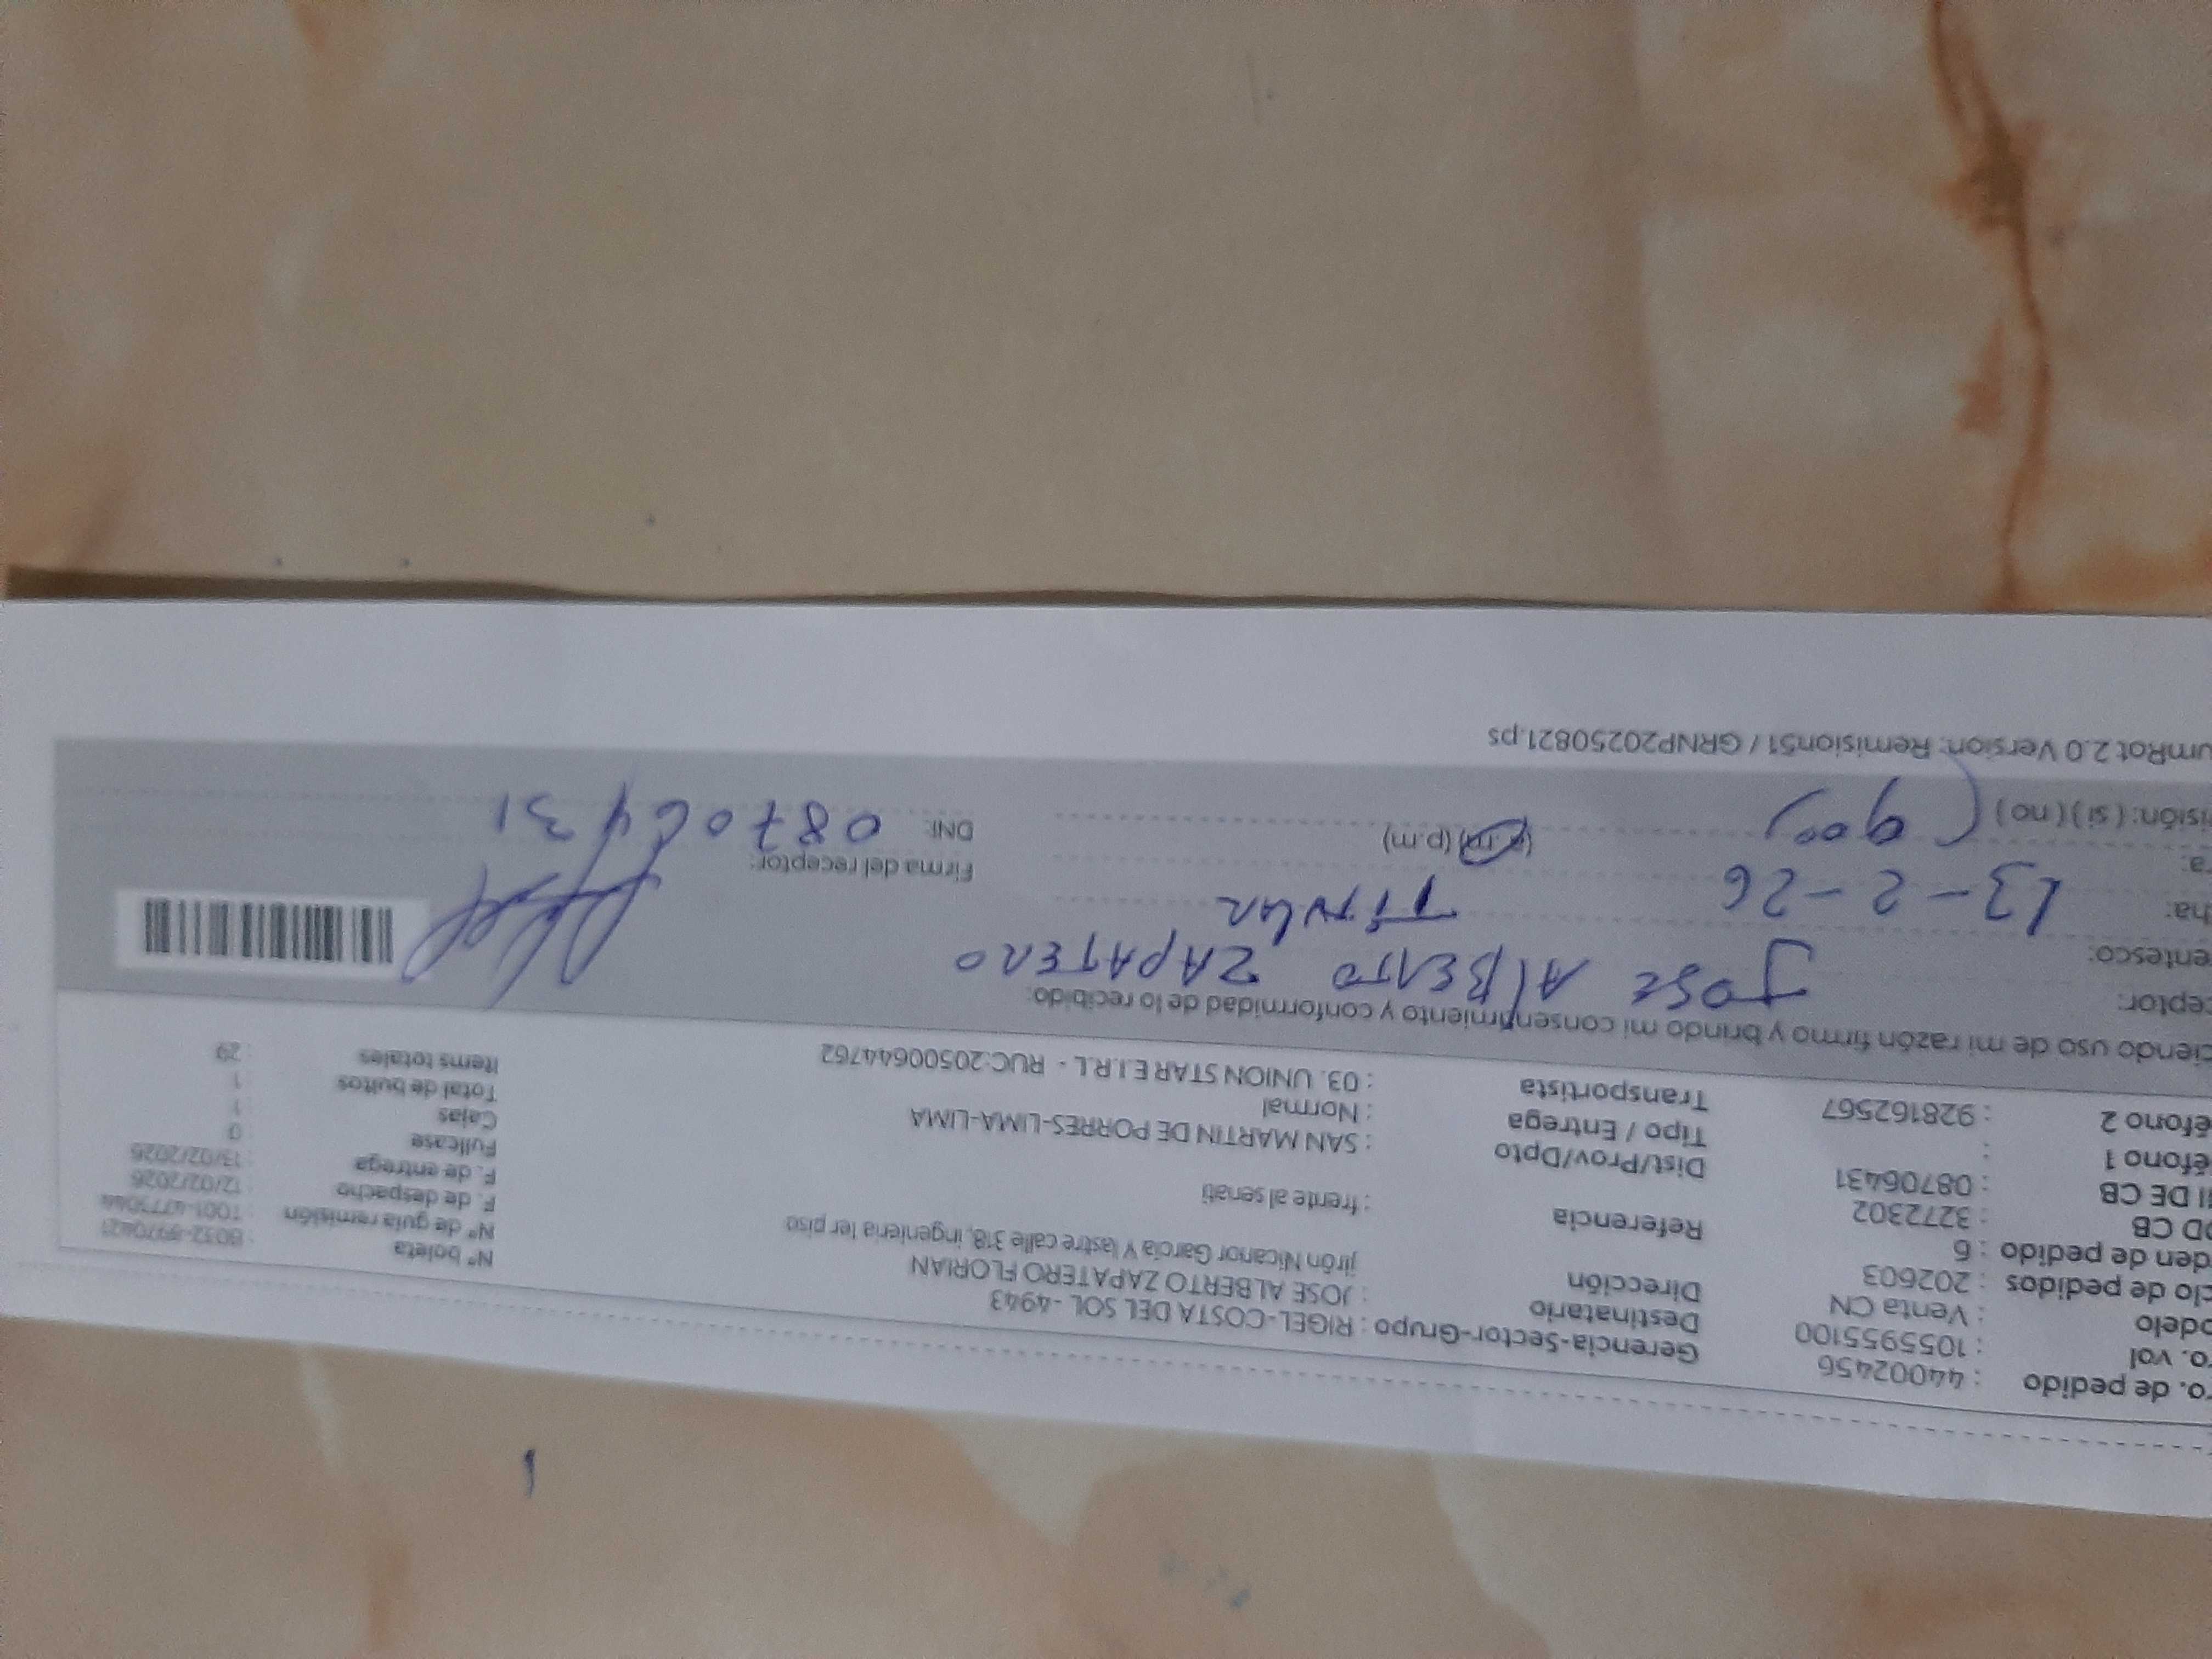 ro. de pedido : 44002456
o. vol : 1055955100
odelo : Venta CN
clo de pedidos : 202603
den de pedido : 6
OD CB : 3272302
II DE CB : 08706431
éfono 1 :
éfono 2 : 928162567
Gerencia-Sector-Grupo : RIGEL-COSTA DEL SOL -4943
Destinatario : JOSE ALBERTO ZAPATERO FLORIAN
Dirección jirón Nicanor García Y lastre calle 318, ingenieria 1er piso
Referencia : frente al senati
Dist/Prov/Dpto : SAN MARTIN DE PORRES-LIMA-LIMA
Tipo / Entrega : Normal
Transportista : 03. UNION STAR E.I.R.L - RUC:20500644762
N° boleta
N° de guía remisión
F. de despacho : 12/02/2026
F. de entrega : 13/02/2026
Fullcase : 0
Cajas : 1
Total de bultos : 1
Items totales : 29
ciendo uso de mi razón firmo y brindo mi consentimiento y conformidad de lo recibido:
ceptor: JOSE ALBERTO ZAPATERO
entesco: TiTULAR
ha: 13-2-26
ra: 9 00 (a.m) (p.m)
isión: ( si ) ( no )
Firma del receptor:
DNI: 08706431
umRot 2.0 Versión: Remision51 / GRNP20250821.ps